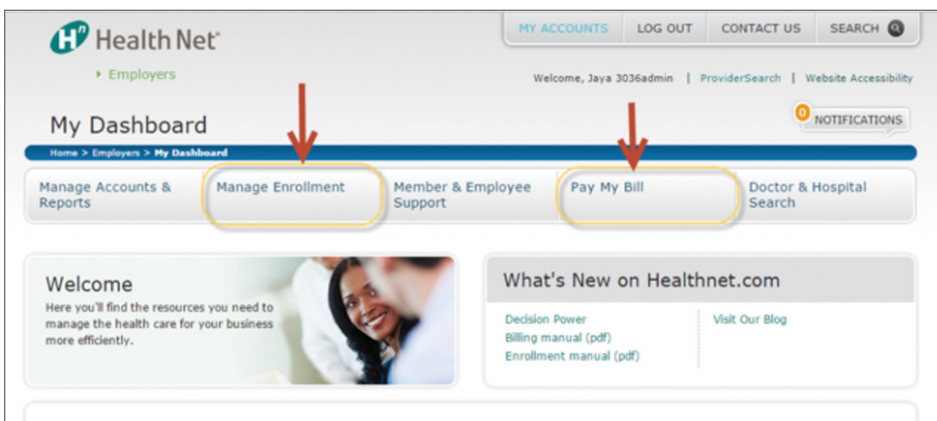 MY ACCOUNTS LOG OUT CONTACT US SEARCH
Hn Health Net
Employers
Welcome, Jaya 3036admin | ProviderSearch | Website Accessibility
My Dashboard
0 NOTIFICATIONS
Home > Employers > My Dashboard
Manage Accounts &
Reports
Manage Enrollment
Member & Employee
Support
Pay My Bill
Doctor & Hospital
Search
Welcome
Here you'll find the resources you need to
manage the health care for your business
more efficiently.
What's New on Healthnet.com
Decision Power
Billing manual (pdf)
Enrollment manual (pdf)
Visit Our Blog